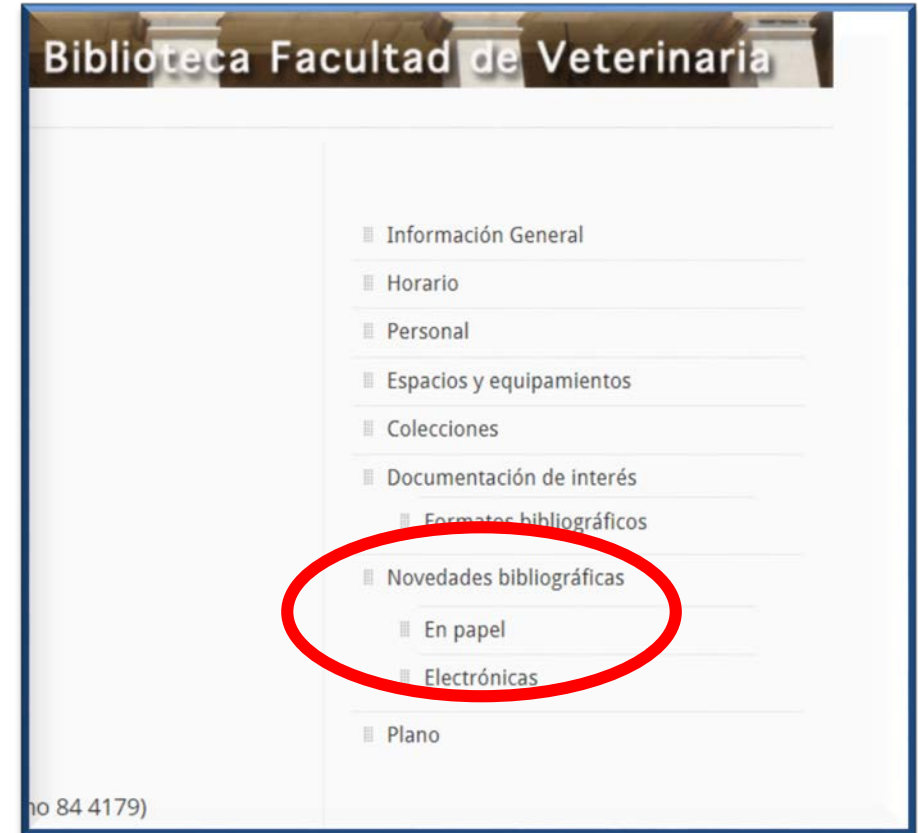 Biblioteca Facultad de Veterinaria
Información General
Horario
Personal
Espacios y equipamientos
Colecciones
Documentación de interés
Formatos bibliográficos
Novedades bibliográficas
En papel
Electrónicas
Plano
no 84 4179)